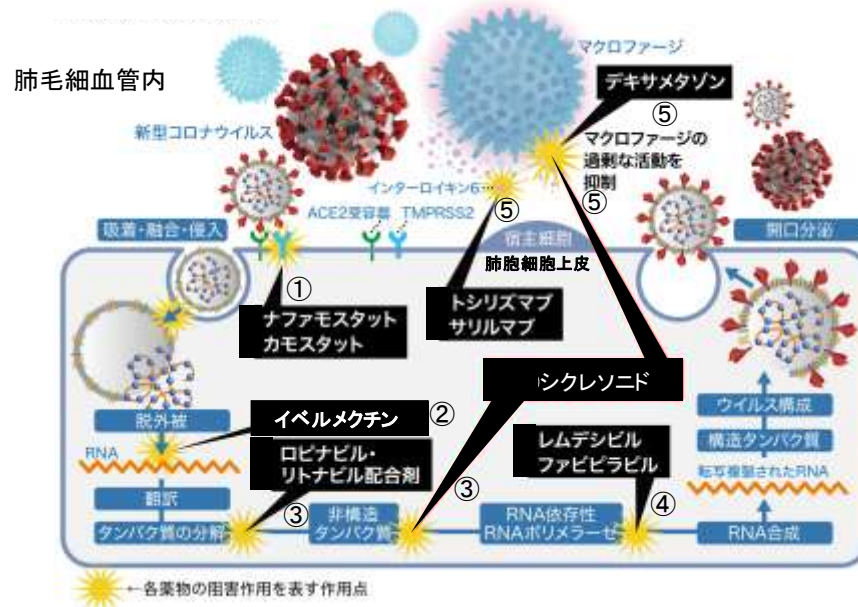 肺毛細血管内
マクロファージ
デキサメタゾン
⑤
新型コロナウイルス
マクロファージの
過剰な活動を
抑制
インターロイキン6…
⑤
⑤
ACE2受容器 TMPRSS2
吸着・融合・侵入
宿主細胞
開口分泌
肺胞細胞上皮
①
ナファモスタット
カモスタット
トシリズマブ
サリルマブ
シクレソニド
脱外被
イベルメクチン
②
ウイルス構成
RNA
ロピナビル・
リトナビル配合剤
レムデシビル
ファビピラビル
構造タンパク質
転写複製されたRNA
翻訳
③
非構造
タンパク質
③
RNA依存性
RNAポリメラーゼ
④
タンパク質の分解
RNA合成
←各薬物の阻害作用を表す作用点